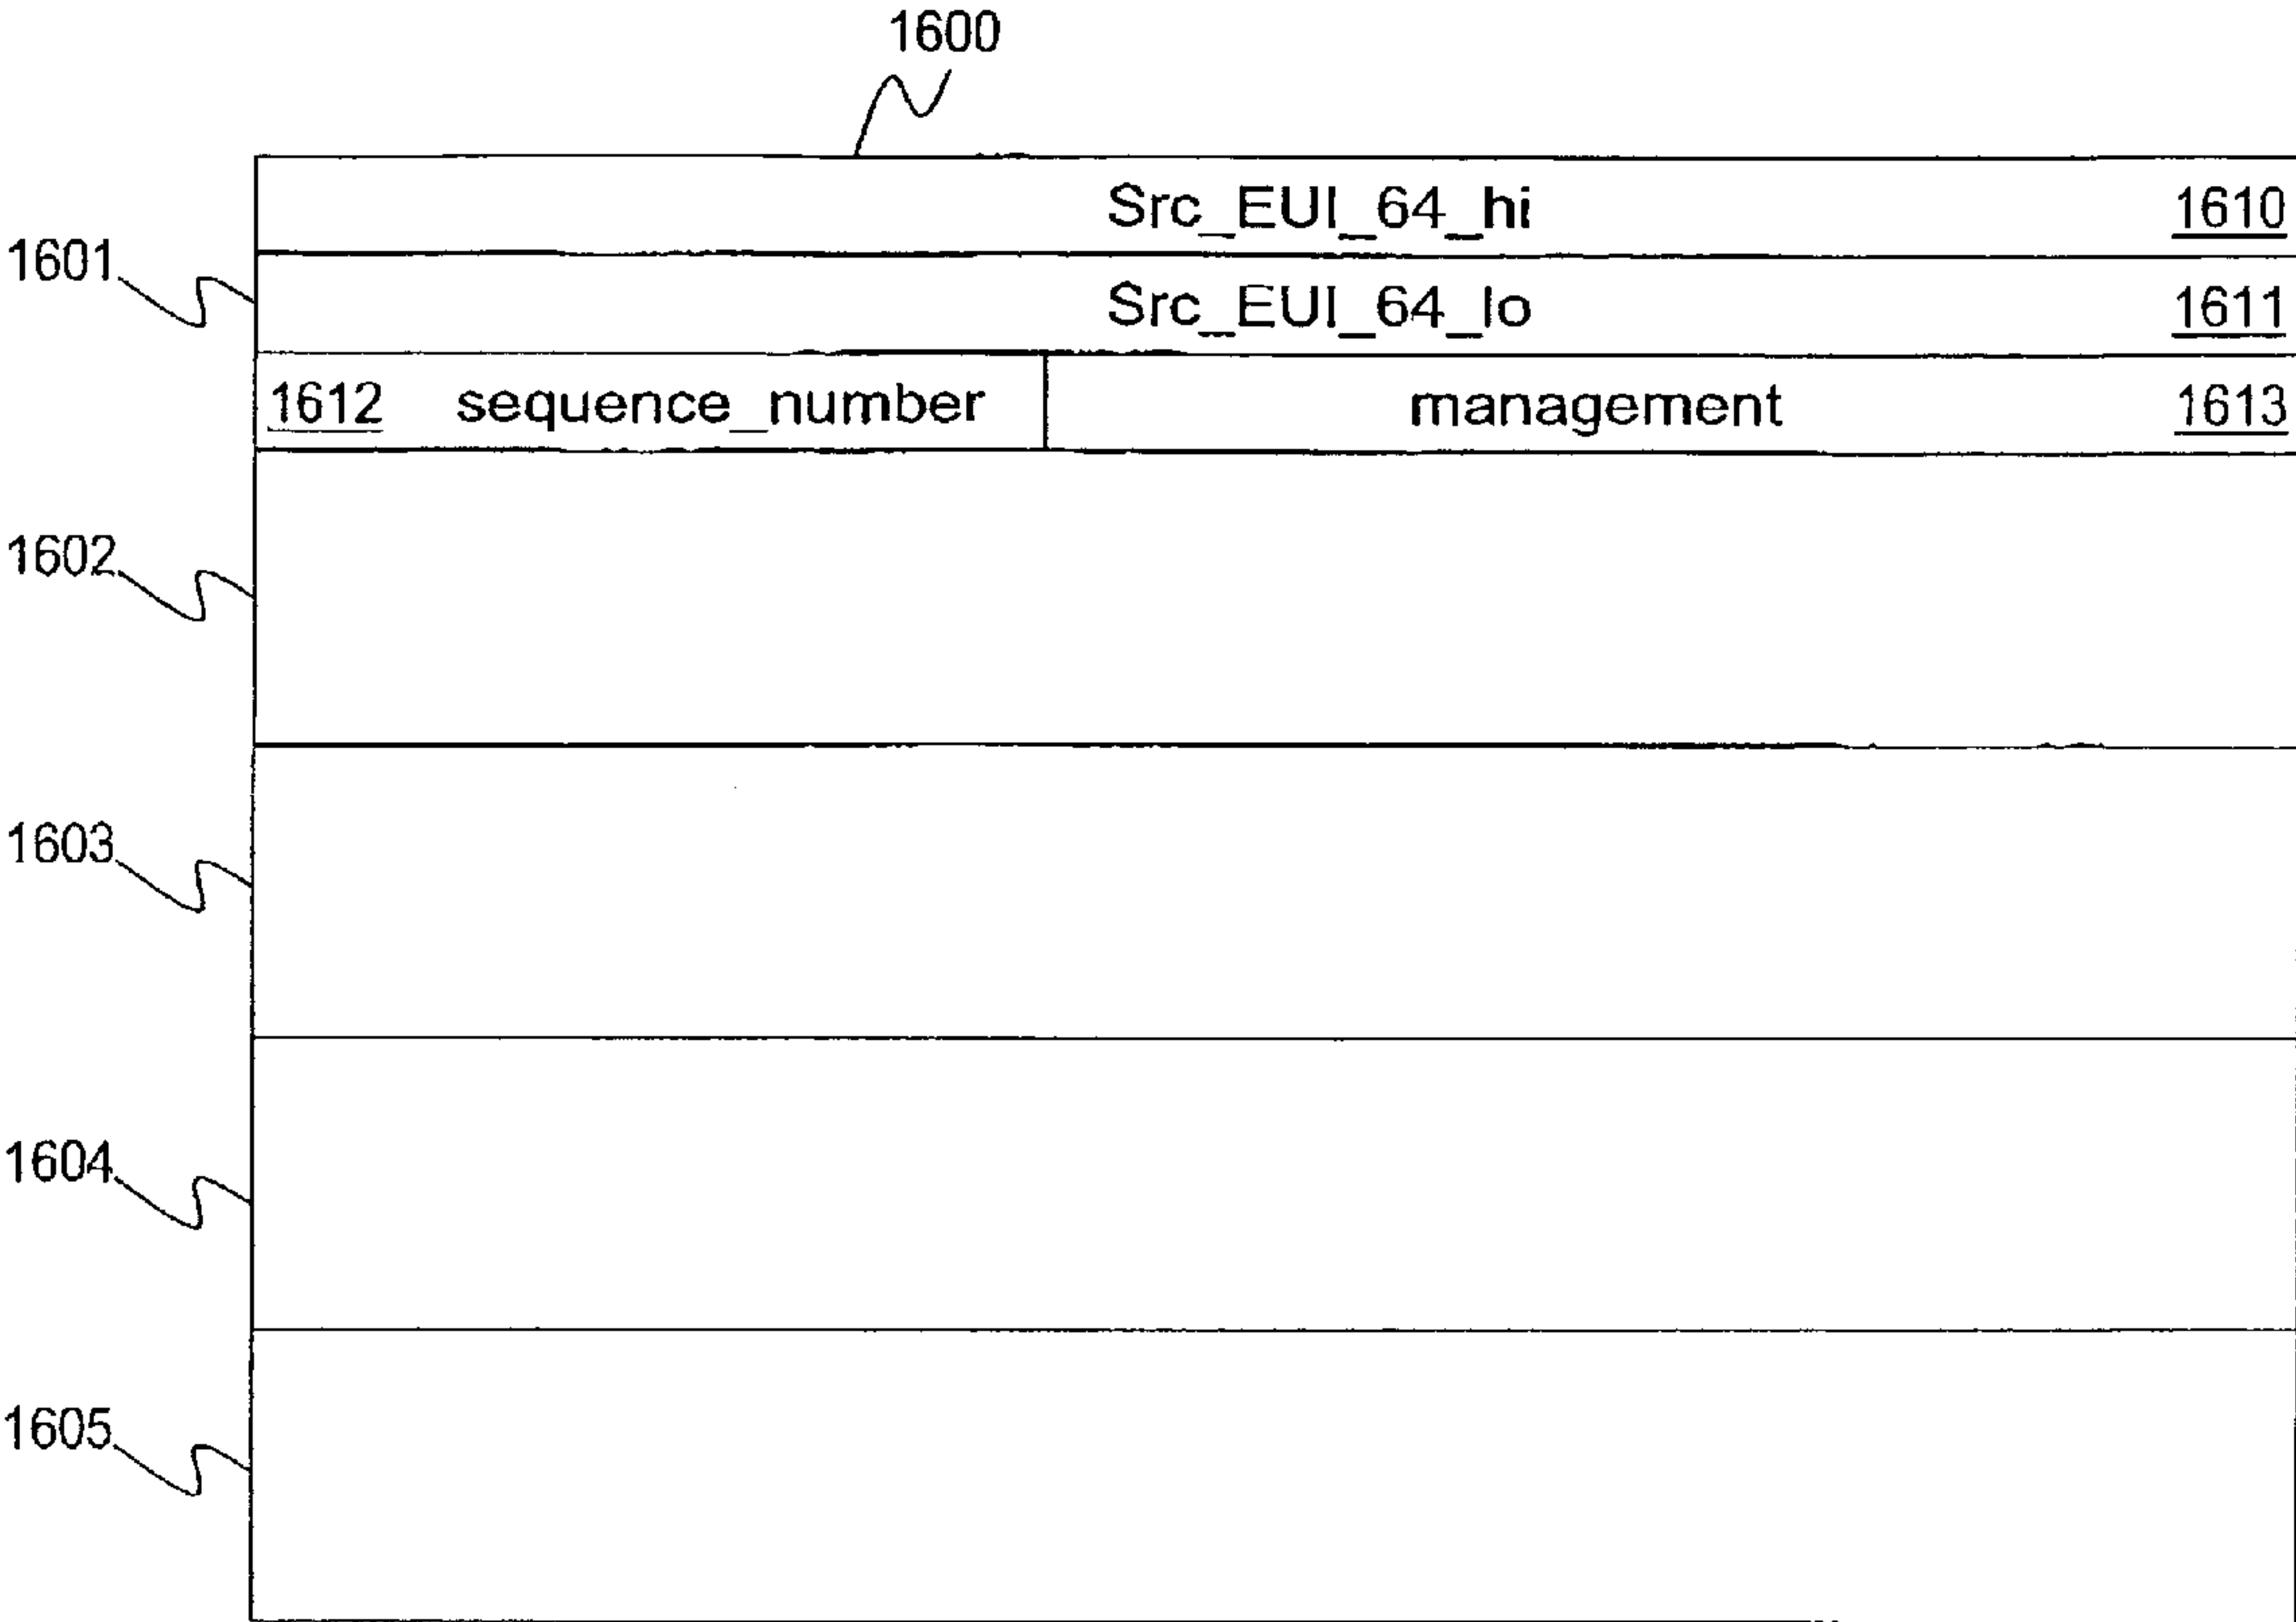 1600
Src_EUI_64_hi 1610
1601
Src_EUI_64_lo 1611
1612 sequence_number management 1613
1602
1603
1604
1605